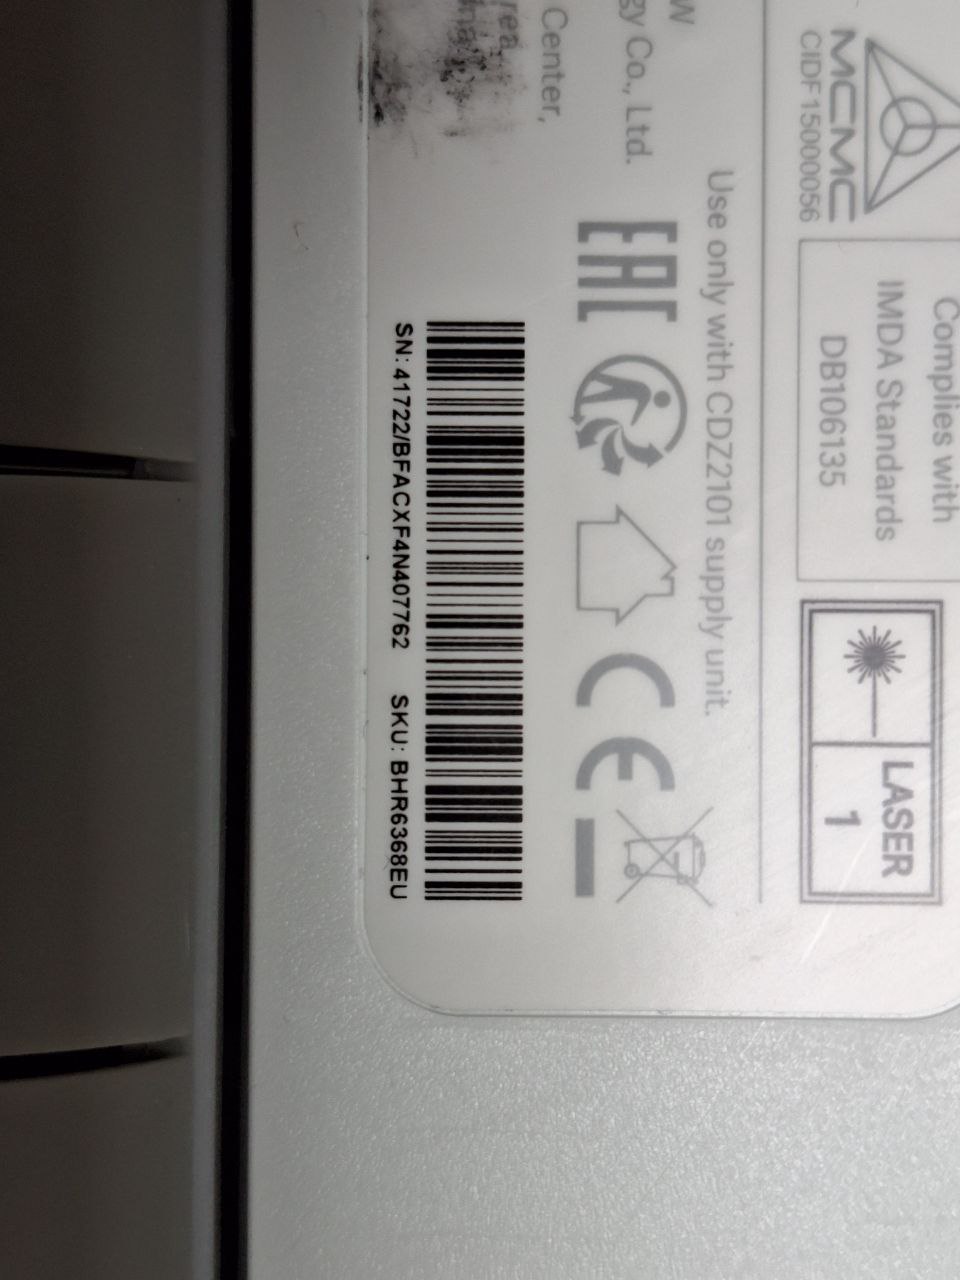 Center,
gy Co., Ltd.
Use only with CDZ2101 supply unit.
MCMC
CIDF15000056
Complies with
IMDA Standards
DB106135
LASER
1
EAC
CE
SN: 41722/BFACXF4N407762 SKU: BHR6368EU